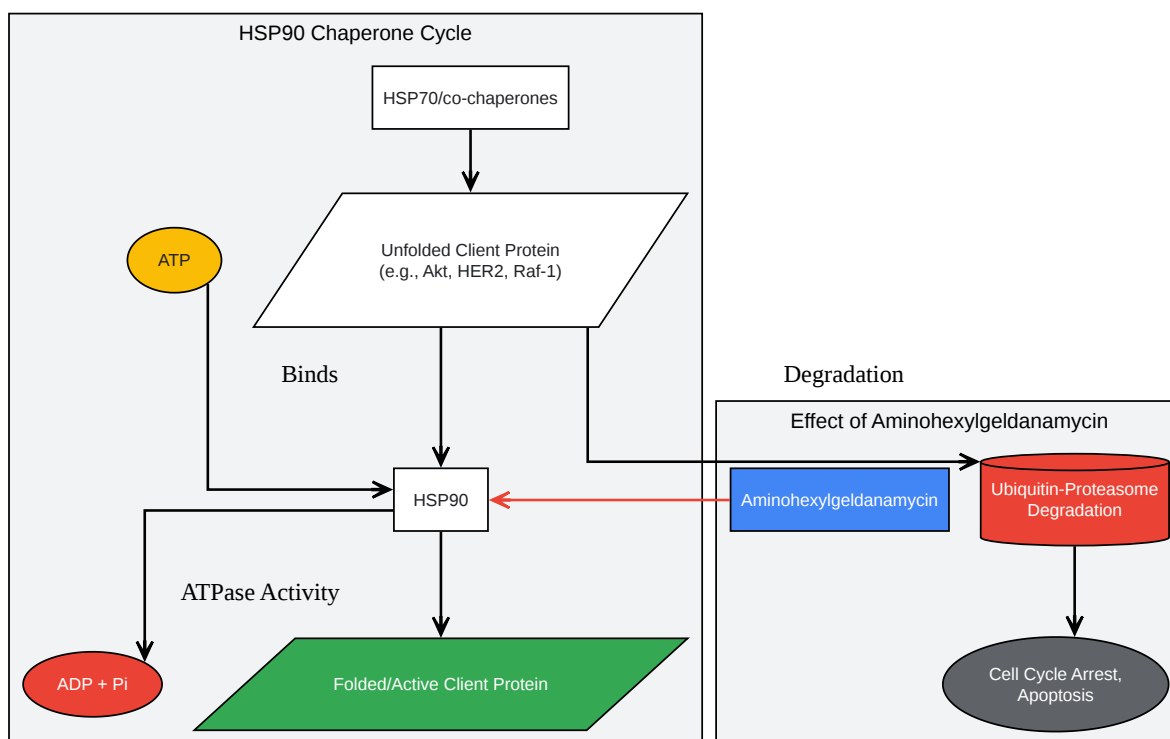 HSP90 Chaperone Cycle
HSP70/co-chaperones
Unfolded Client Protein
(e.g., Akt, HER2, Raf-1)
ATP
Binds
Degradation
Effect of Aminohexylgeldanamycin
HSP90
Aminohexylgeldanamycin
Ubiquitin-Proteasome
Degradation
ATPase Activity
ADP + Pi
Folded/Active Client Protein
Cell Cycle Arrest,
Apoptosis